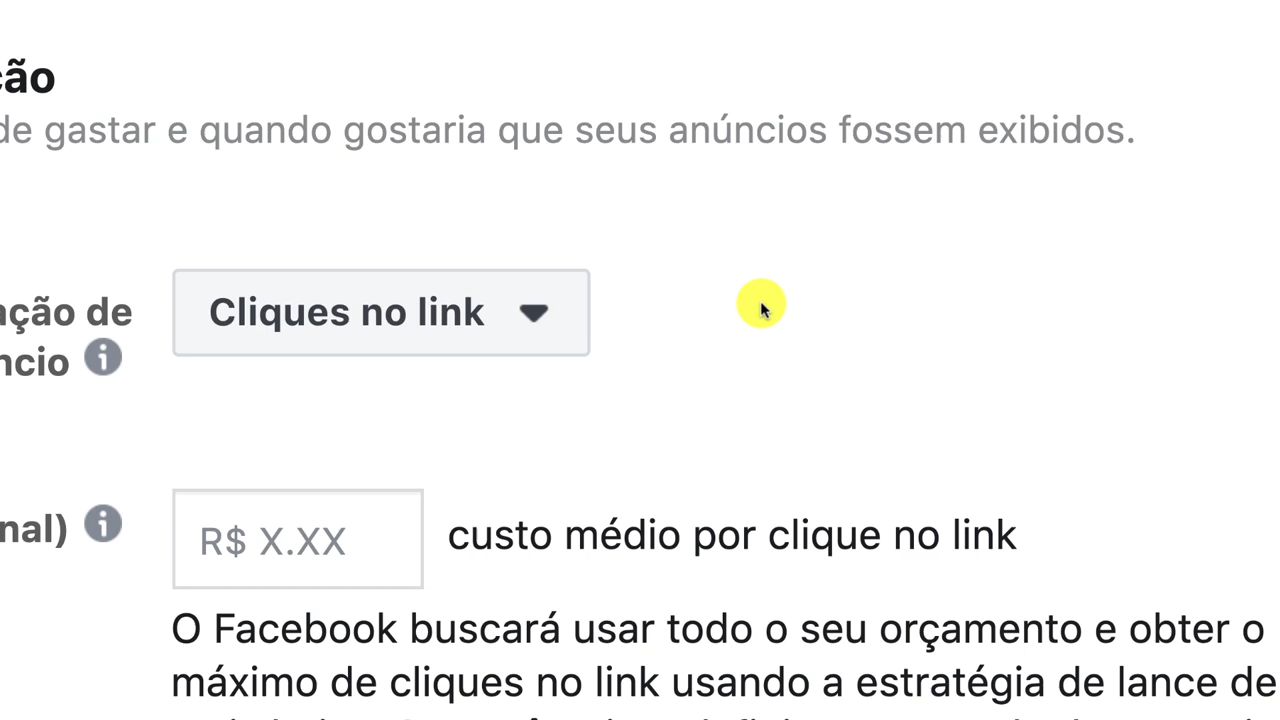 ção
de gastar e quando gostaria que seus anúncios fossem exibidos.
ação de
Cliques no link
ncio
nal)
R$ X.XX
custo médio por clique no link
O Facebook buscará usar todo o seu orçamento e obter o
máximo de cliques no link usando a estratégia de lance de